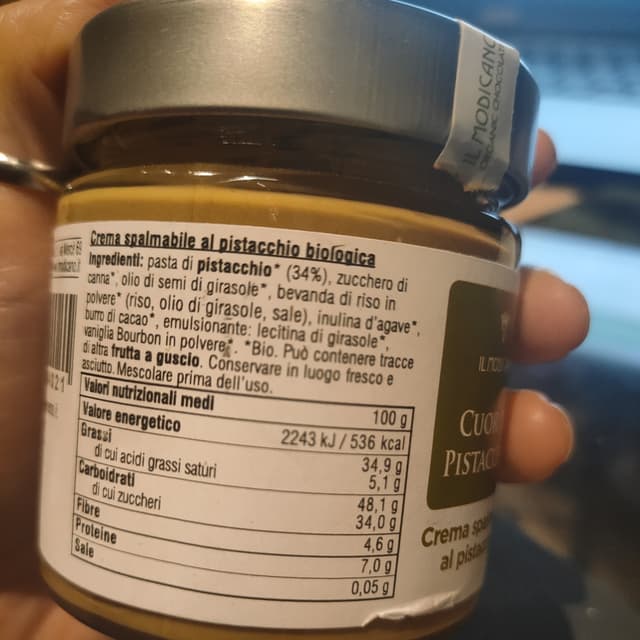 IL MODICANO
ORGANIC CHOCOLATE
Crema spalmabile al pistacchio biologica
Ingredienti: pasta di pistacchio* (34%), zucchero di
canna*, olio di semi di girasole*, bevanda di riso in
polvere* (riso, olio di girasole, sale), inulina d'agave*,
burro di cacao*, emulsionante: lecitina di girasole*,
vaniglia Bourbon in polvere*. *Bio. Può contenere tracce
di altra frutta a guscio. Conservare in luogo fresco e
asciutto. Mescolare prima dell'uso.
Valori nutrizionali medi
100 g
Valore energetico
2243 kJ / 536 kcal
Grassi
34,9 g
di cui acidi grassi saturi
5,1 g
Carboidrati
48,1 g
di cui zuccheri
34,0 g
Fibre
4,6 g
Proteine
7,0 g
Sale
0,05 g
Crema
al